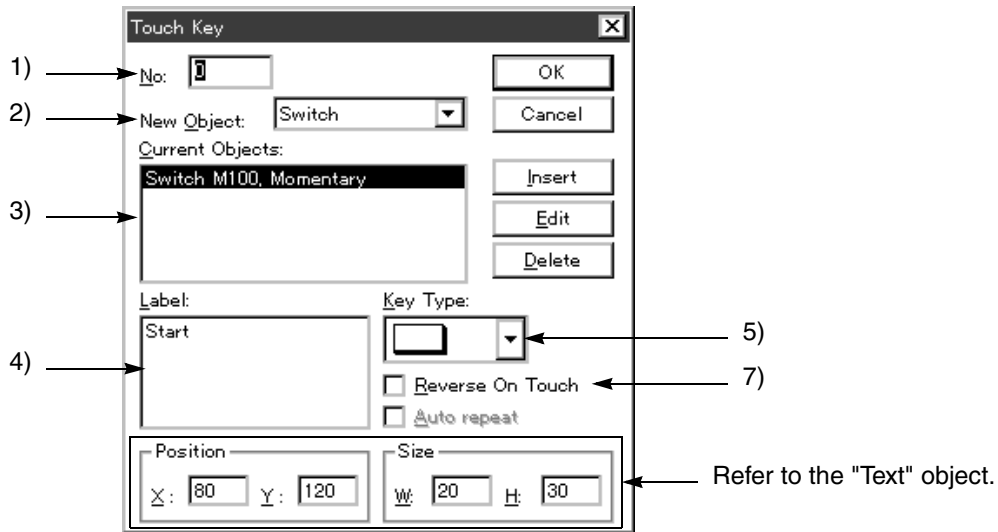 Touch Key
1)
No: 0
OK
2)
New Object: Switch
Cancel
Current Objects:
Switch M100, Momentary
Insert
3)
Edit
Delete
Label:
Key Type:
Start
5)
4)
7)
Reverse On Touch
Auto repeat
Position
Size
X: 80 Y: 120
W: 20 H: 30
Refer to the "Text" object.